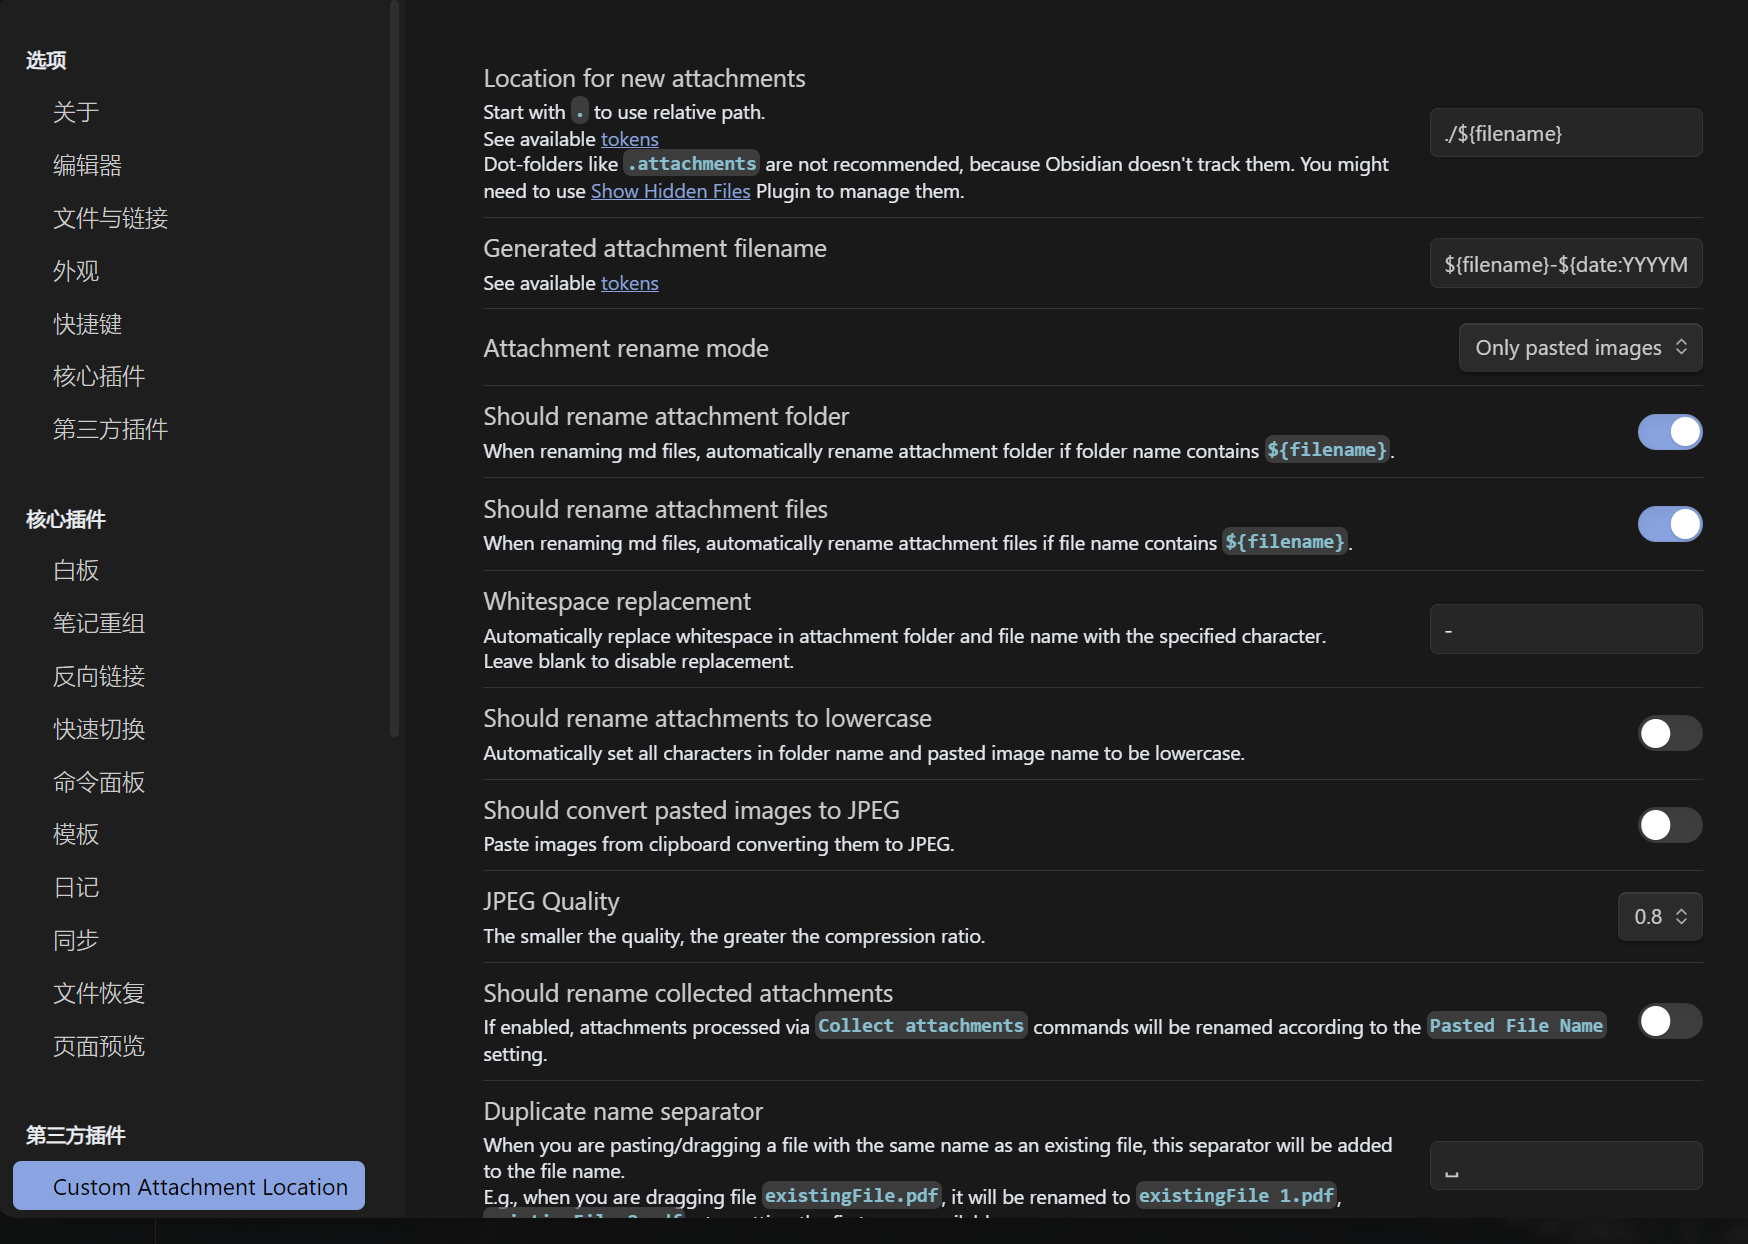 选项
关于
编辑器
文件与链接
外观
快捷键
核心插件
第三方插件
核心插件
白板
笔记重组
反向链接
快速切换
命令面板
模板
日记
同步
文件恢复
页面预览
第三方插件
Custom Attachment Location
Location for new attachments
Start with . to use relative path.
See available tokens
Dot-folders like .attachments are not recommended, because Obsidian doesn't track them. You might
need to use Show Hidden Files Plugin to manage them.
./${filename}
Generated attachment filename
See available tokens
${filename}-${date:YYYYM
Attachment rename mode
Only pasted images
Should rename attachment folder
When renaming md files, automatically rename attachment folder if folder name contains ${filename}.
Should rename attachment files
When renaming md files, automatically rename attachment files if file name contains ${filename}.
Whitespace replacement
Automatically replace whitespace in attachment folder and file name with the specified character.
Leave blank to disable replacement.
-
Should rename attachments to lowercase
Automatically set all characters in folder name and pasted image name to be lowercase.
Should convert pasted images to JPEG
Paste images from clipboard converting them to JPEG.
JPEG Quality
The smaller the quality, the greater the compression ratio.
0.8
Should rename collected attachments
If enabled, attachments processed via Collect attachments commands will be renamed according to the Pasted File Name
setting.
Duplicate name separator
When you are pasting/dragging a file with the same name as an existing file, this separator will be added
to the file name.
E.g., when you are dragging file existingFile.pdf, it will be renamed to existingFile 1.pdf,
␣